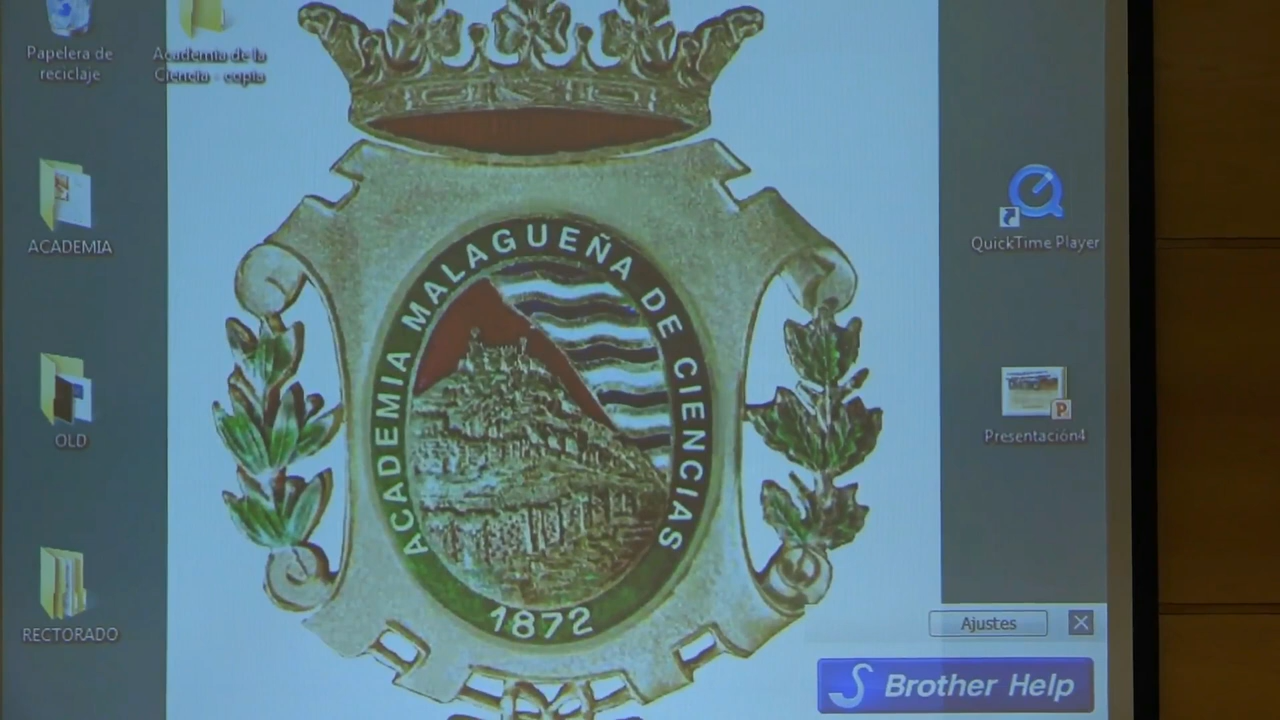 Papelera de
reciclaje
Academia de la
Ciencia - copia
ACADEMIA
OLD
RECTORADO
ACADEMIA MALAGUEÑA DE CIENCIAS
1872
QuickTime Player
Presentación4
Ajustes
Brother Help